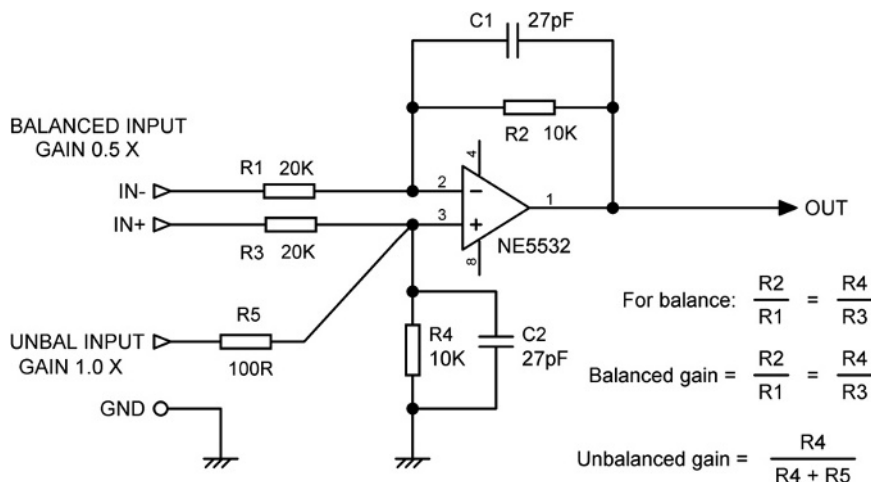 C1 27pF
R2 10K
BALANCED INPUT
GAIN 0.5 X
R1 20K
4
IN-
2
−
1
OUT
IN+
3
+
R3 20K
8
NE5532
R5
UNBAL INPUT
GAIN 1.0 X
100R
R4
10K
C2
27pF
GND
For balance: R2 / R1 = R4 / R3
Balanced gain = R2 / R1 = R4 / R3
Unbalanced gain = R4 / R4 + R5